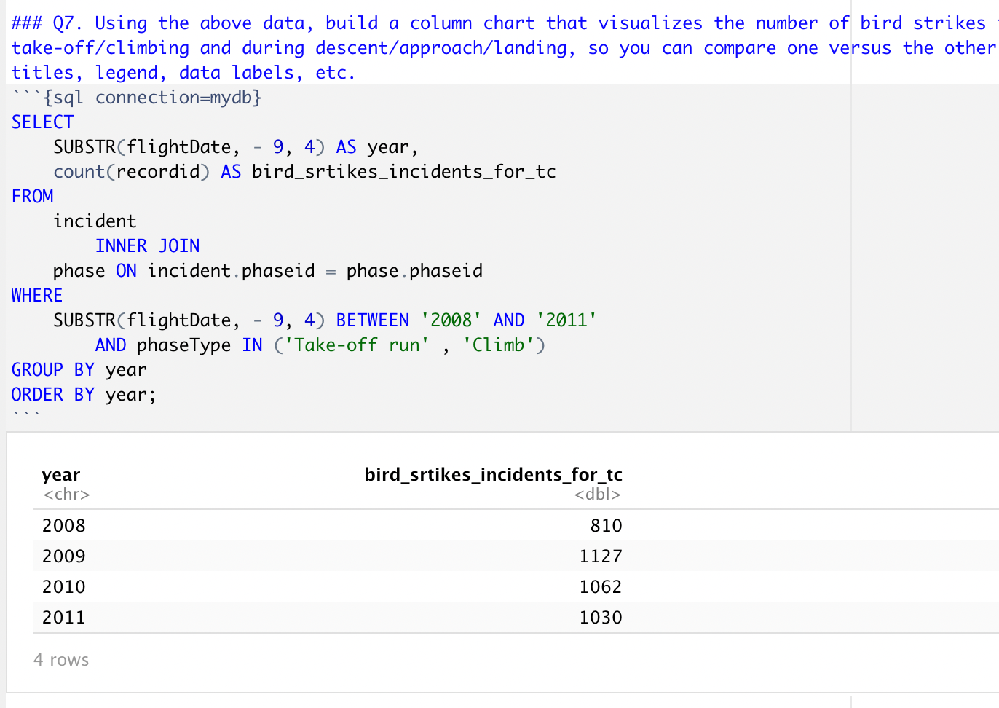 ### Q7. Using the above data, build a column chart that visualizes the number of bird strikes
take-off/climbing and during descent/approach/landing, so you can compare one versus the other
titles, legend, data labels, etc.
```{sql connection=mydb}
SELECT
    SUBSTR(flightDate, - 9, 4) AS year,
    count(recordid) AS bird_srtikes_incidents_for_tc
FROM
    incident
        INNER JOIN
    phase ON incident.phaseid = phase.phaseid
WHERE
    SUBSTR(flightDate, - 9, 4) BETWEEN '2008' AND '2011'
        AND phaseType IN ('Take-off run' , 'Climb')
GROUP BY year
ORDER BY year;
```
year bird_srtikes_incidents_for_tc
<chr> <dbl>
2008 810
2009 1127
2010 1062
2011 1030
4 rows